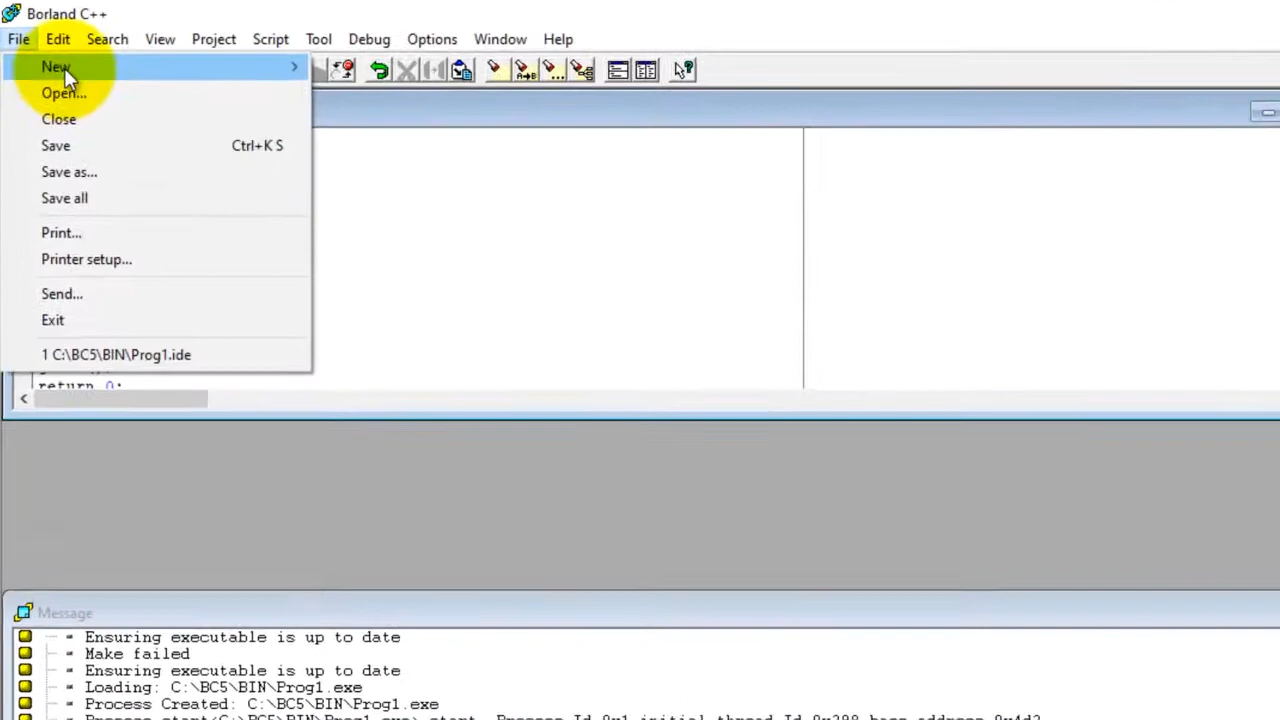 Borland C++
File Edit Search View Project Script Tool Debug Options Window Help
New
Open...
Close
Save Ctrl+K S
Save as...
Save all
Print...
Printer setup...
Send...
Exit
1 C:\BC5\BIN\Prog1.ide
return 0;
Message
Ensuring executable is up to date
Make failed
Ensuring executable is up to date
Loading: C:\BC5\BIN\Prog1.exe
Process Created: C:\BC5\BIN\Prog1.exe